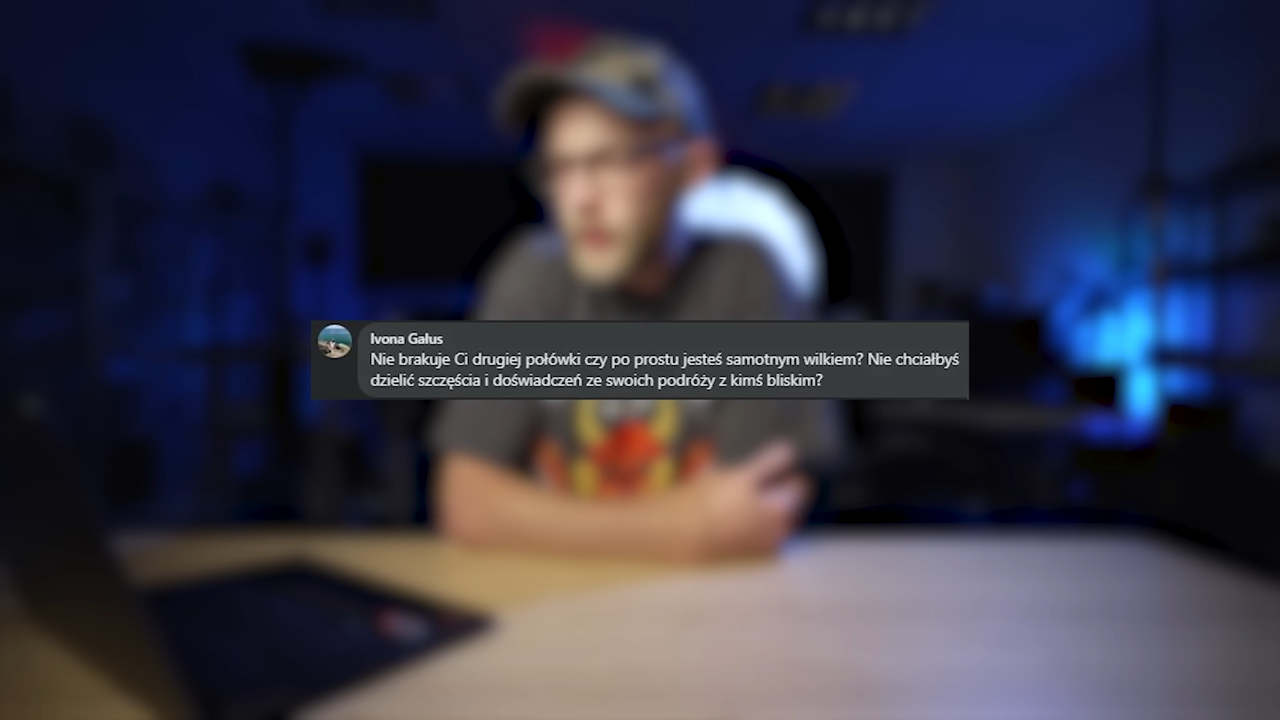 Ivona Galus
Nie brakuje Ci drugiej połówki czy po prostu jesteś samotnym wilkiem? Nie chciałbyś
dzielić szczęścia i doświadczeń ze swoich podróży z kimś bliskim?